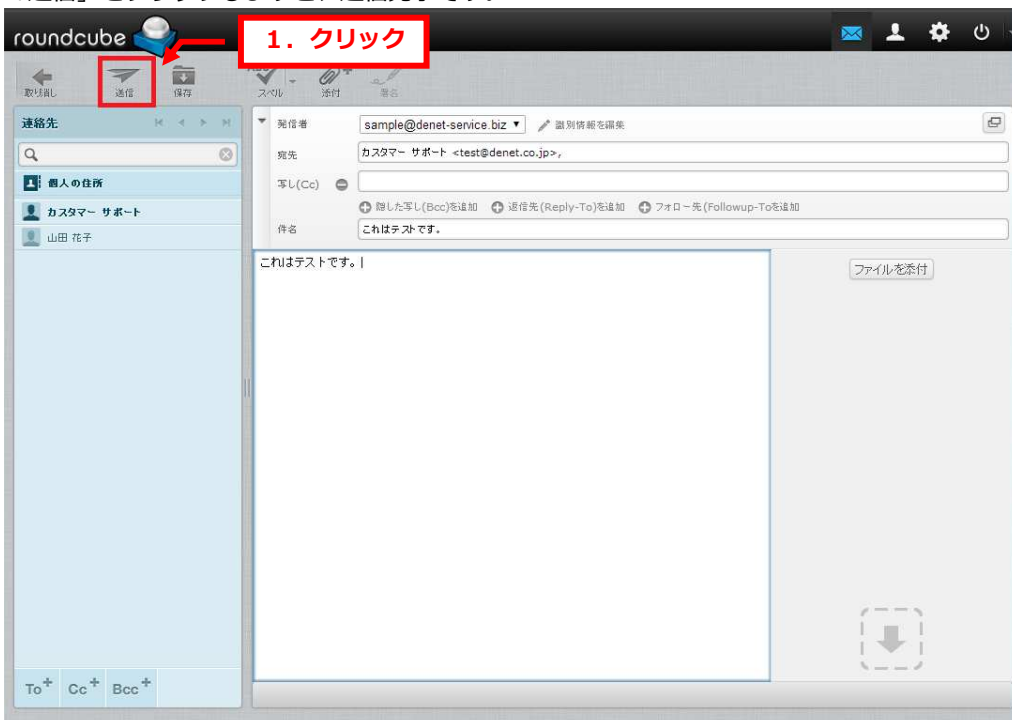 roundcube
1．クリック
取り消し 送信 保存 スペル 添付 署名
連絡先
個人の住所
カスタマー サポート
山田 花子
To+ Cc+ Bcc+
発信者 sample@denet-service.biz 識別情報を編集
宛先 カスタマー サポート <test@denet.co.jp>,
写し(Cc)
隠した写し(Bcc)を追加 返信先(Reply-To)を追加 フォロー先(Followup-Toを追加
件名 これはテストです。
これはテストです。
ファイルを添付